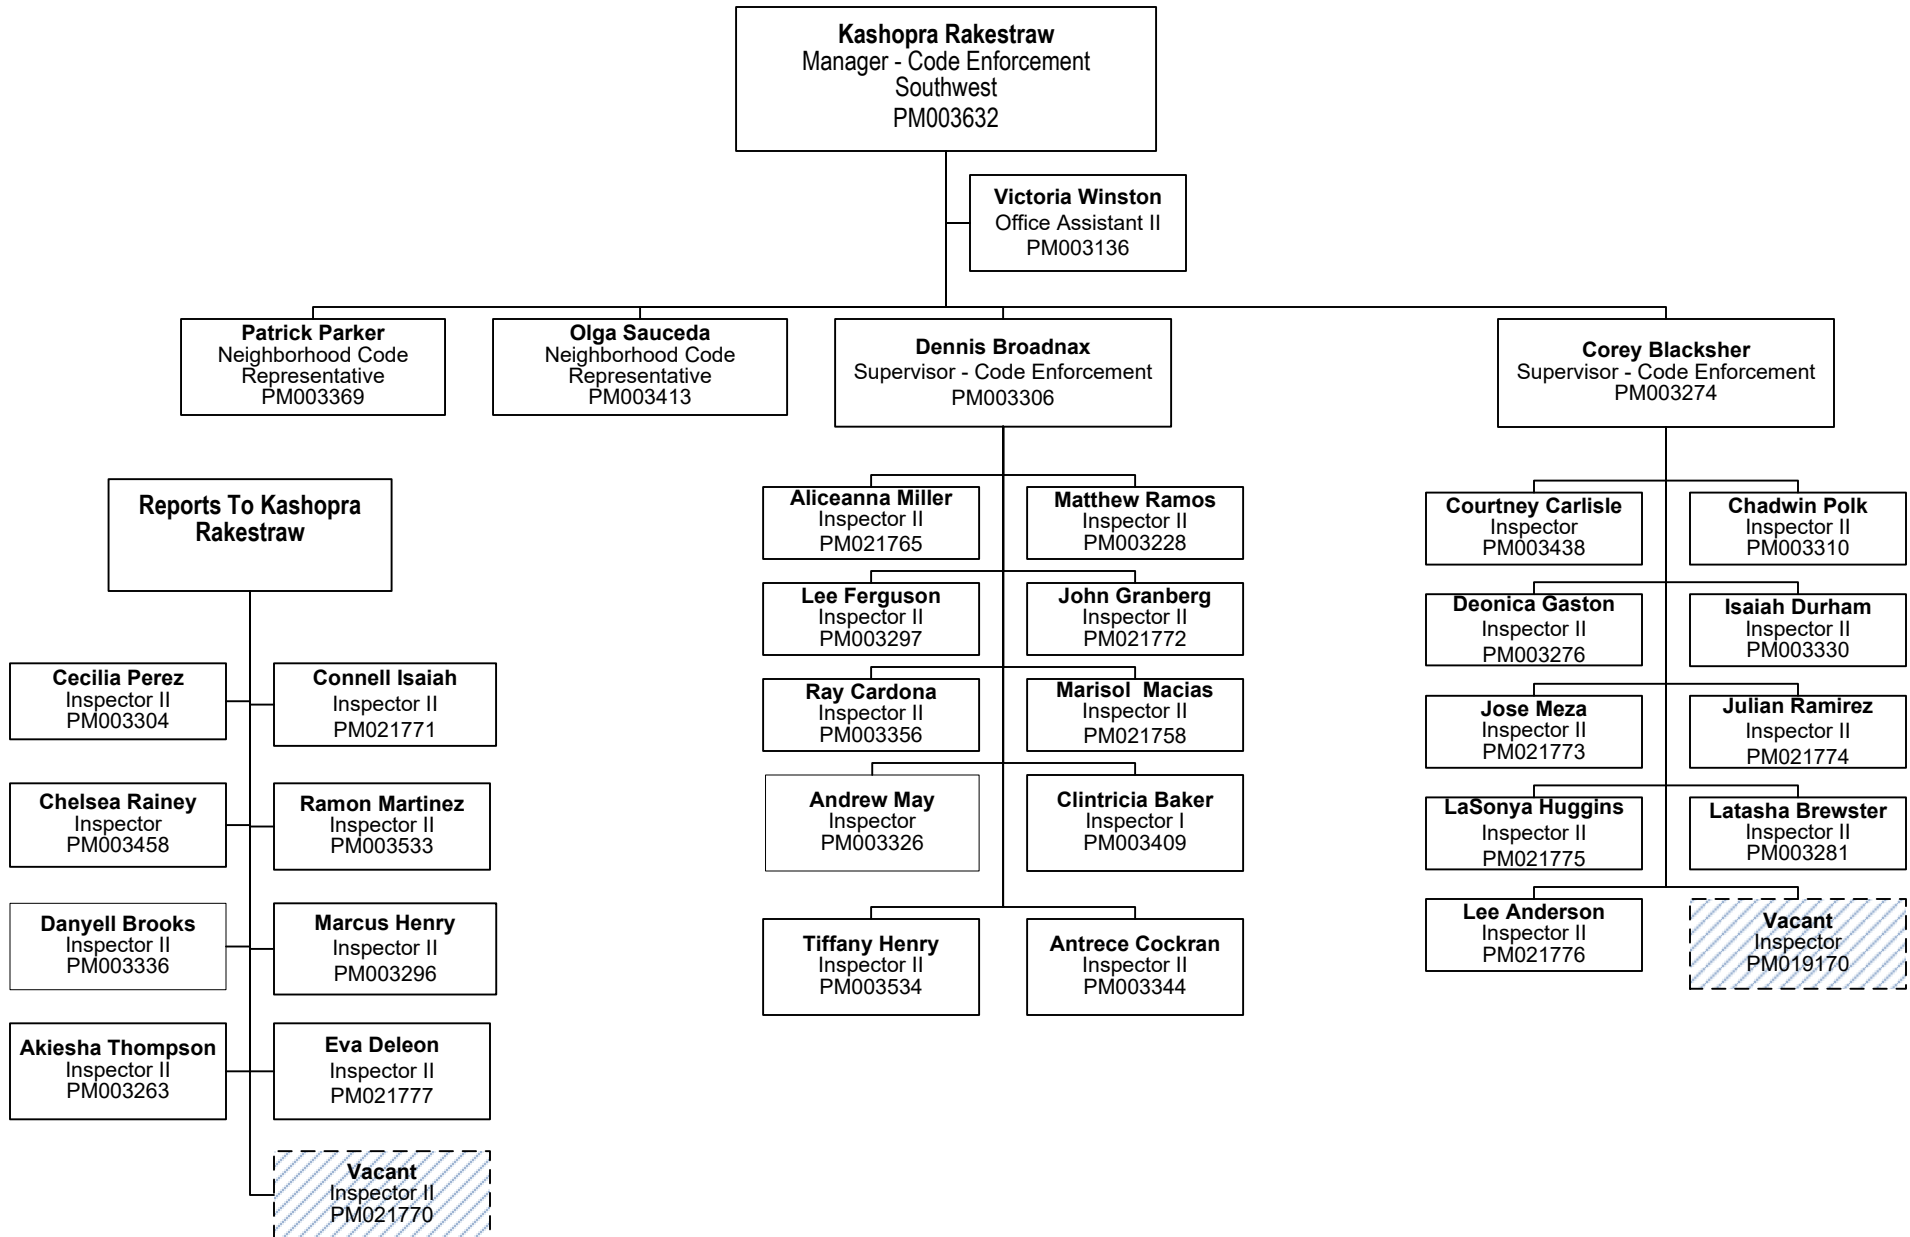 Kashopra Rakestraw
Manager - Code Enforcement
Southwest
PM003632
Victoria Winston
Office Assistant II
PM003136
Patrick Parker
Neighborhood Code
Representative
PM003369
Olga Sauceda
Neighborhood Code
Representative
PM003413
Dennis Broadnax
Supervisor - Code Enforcement
PM003306
Corey Blacksher
Supervisor - Code Enforcement
PM003274
Reports To Kashopra
Rakestraw
Cecilia Perez
Inspector II
PM003304
Connell Isaiah
Inspector II
PM021771
Chelsea Rainey
Inspector
PM003458
Ramon Martinez
Inspector II
PM003533
Danyell Brooks
Inspector II
PM003336
Marcus Henry
Inspector II
PM003296
Akiesha Thompson
Inspector II
PM003263
Eva Deleon
Inspector II
PM021777
Vacant
Inspector II
PM021770
Aliceanna Miller
Inspector II
PM021765
Matthew Ramos
Inspector II
PM003228
Lee Ferguson
Inspector II
PM003297
John Granberg
Inspector II
PM021772
Ray Cardona
Inspector II
PM003356
Marisol  Macias
Inspector II
PM021758
Andrew May
Inspector
PM003326
Clintricia Baker
Inspector I
PM003409
Tiffany Henry
Inspector II
PM003534
Antrece Cockran
Inspector II
PM003344
Courtney Carlisle
Inspector
PM003438
Chadwin Polk
Inspector II
PM003310
Deonica Gaston
Inspector II
PM003276
Isaiah Durham
Inspector II
PM003330
Jose Meza
Inspector II
PM021773
Julian Ramirez
Inspector II
PM021774
LaSonya Huggins
Inspector II
PM021775
Latasha Brewster
Inspector II
PM003281
Lee Anderson
Inspector II
PM021776
Vacant
Inspector
PM019170